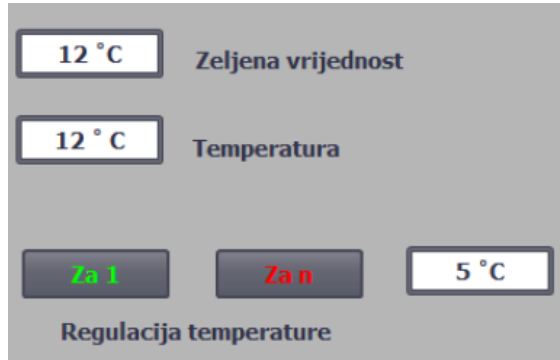 12 °C Zeljena vrijednost
12 ° C Temperatura
Za 1 Za n 5 °C
Regulacija temperature